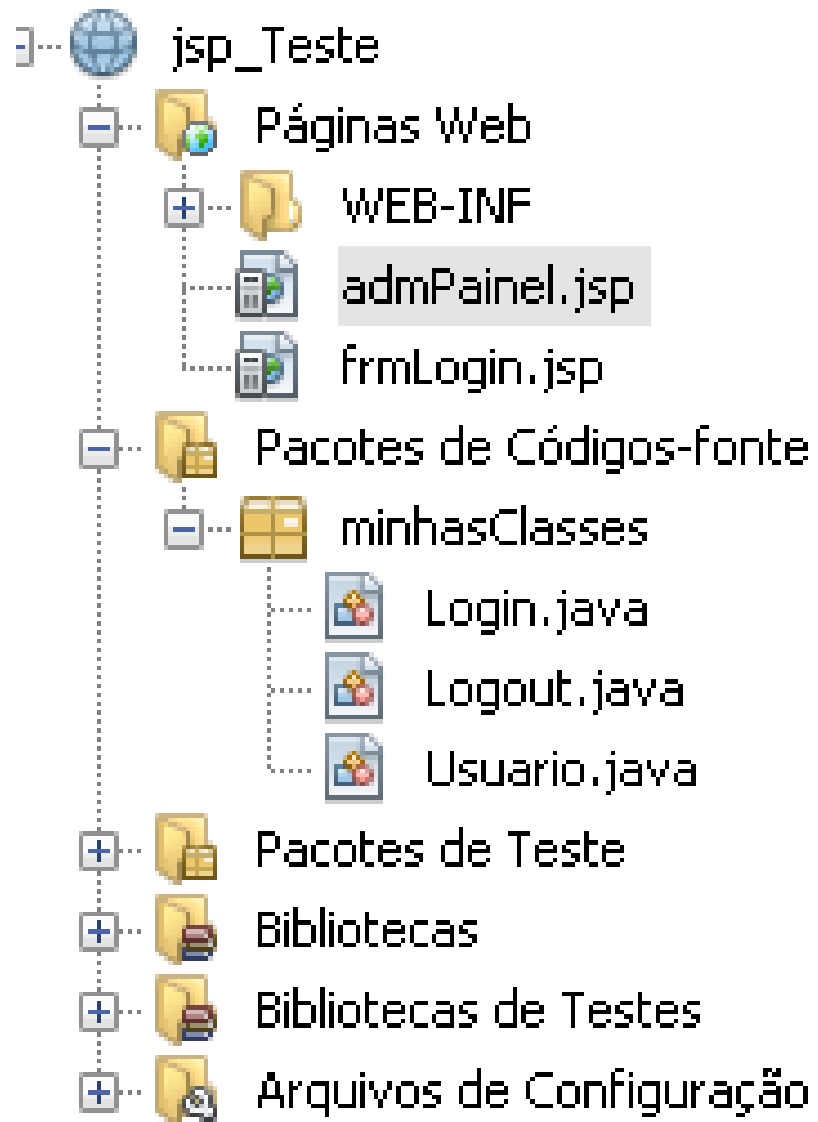 jsp_Teste
Páginas Web
WEB-INF
admPainel.jsp
frmLogin.jsp
Pacotes de Códigos-fonte
minhasClasses
Login.java
Logout.java
Usuario.java
Pacotes de Teste
Bibliotecas
Bibliotecas de Testes
Arquivos de Configuração